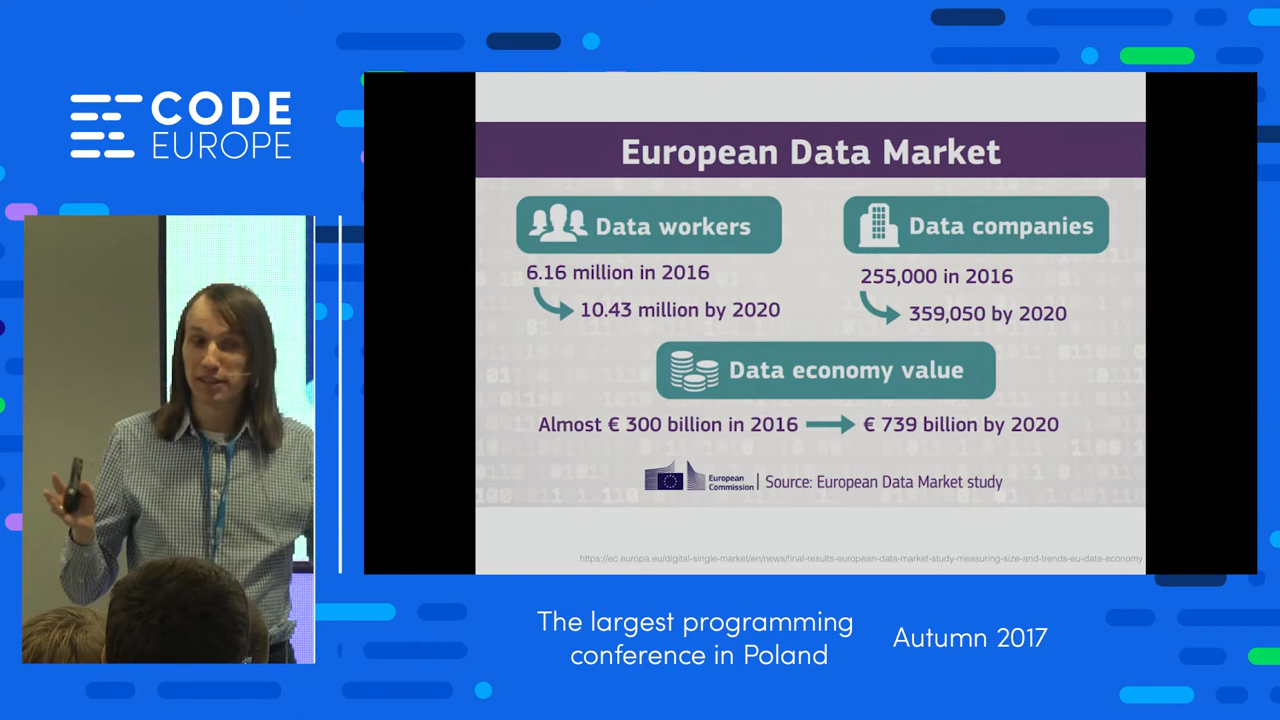 CODE
EUROPE
European Data Market
Data workers
Data companies
6.16 million in 2016
10.43 million by 2020
255,000 in 2016
359,050 by 2020
Data economy value
Almost € 300 billion in 2016
€ 739 billion by 2020
European
Commission
Source: European Data Market study
https://ec.europa.eu/digital-single-market/en/news/final-results-european-data-market-study-measuring-size-and-trends-eu-data-economy
The largest programming
conference in Poland
Autumn 2017